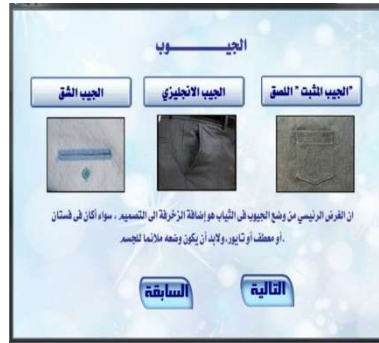 الجيـــــــوب
"الجيب المثبت " اللصق
الجيب الانجليزي
الجيب الشق
ان الغرض الرئيسي من وضع الجيوب فى الثياب هو إضافة الزخرفة الى التصميم ، سواء أكان فى فستان
،أو معطف أو تايور، ولابد أن يكون وضعه ملائما للجسم
التالية
السابقة